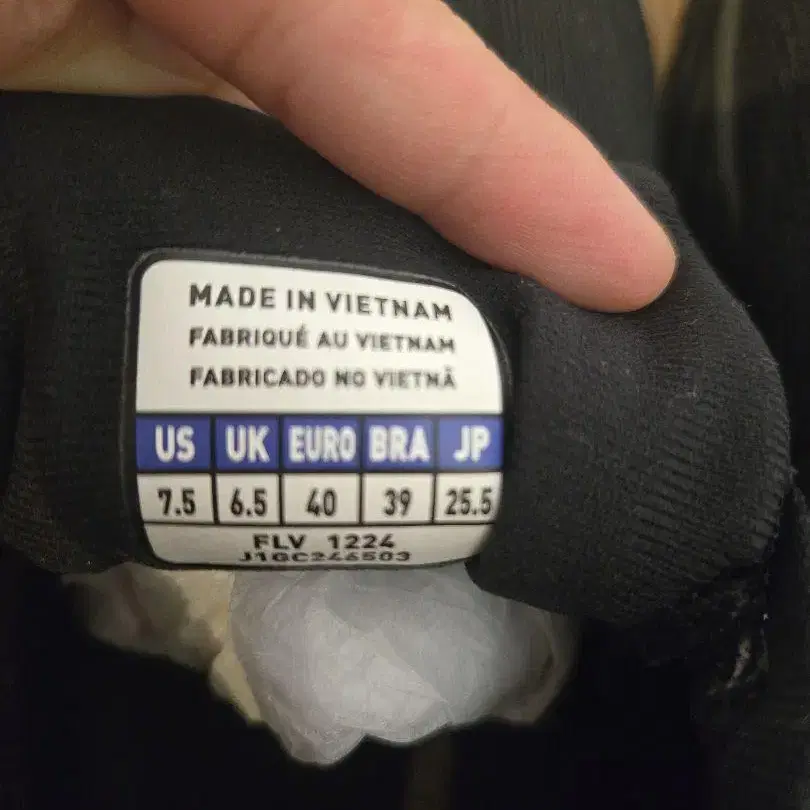 MADE IN VIETNAM
FABRIQUÉ AU VIETNAM
FABRICADO NO VIETNÃ
US UK EURO BRA JP
7.5 6.5 40 39 25.5
FLV 1224
J1GC246503